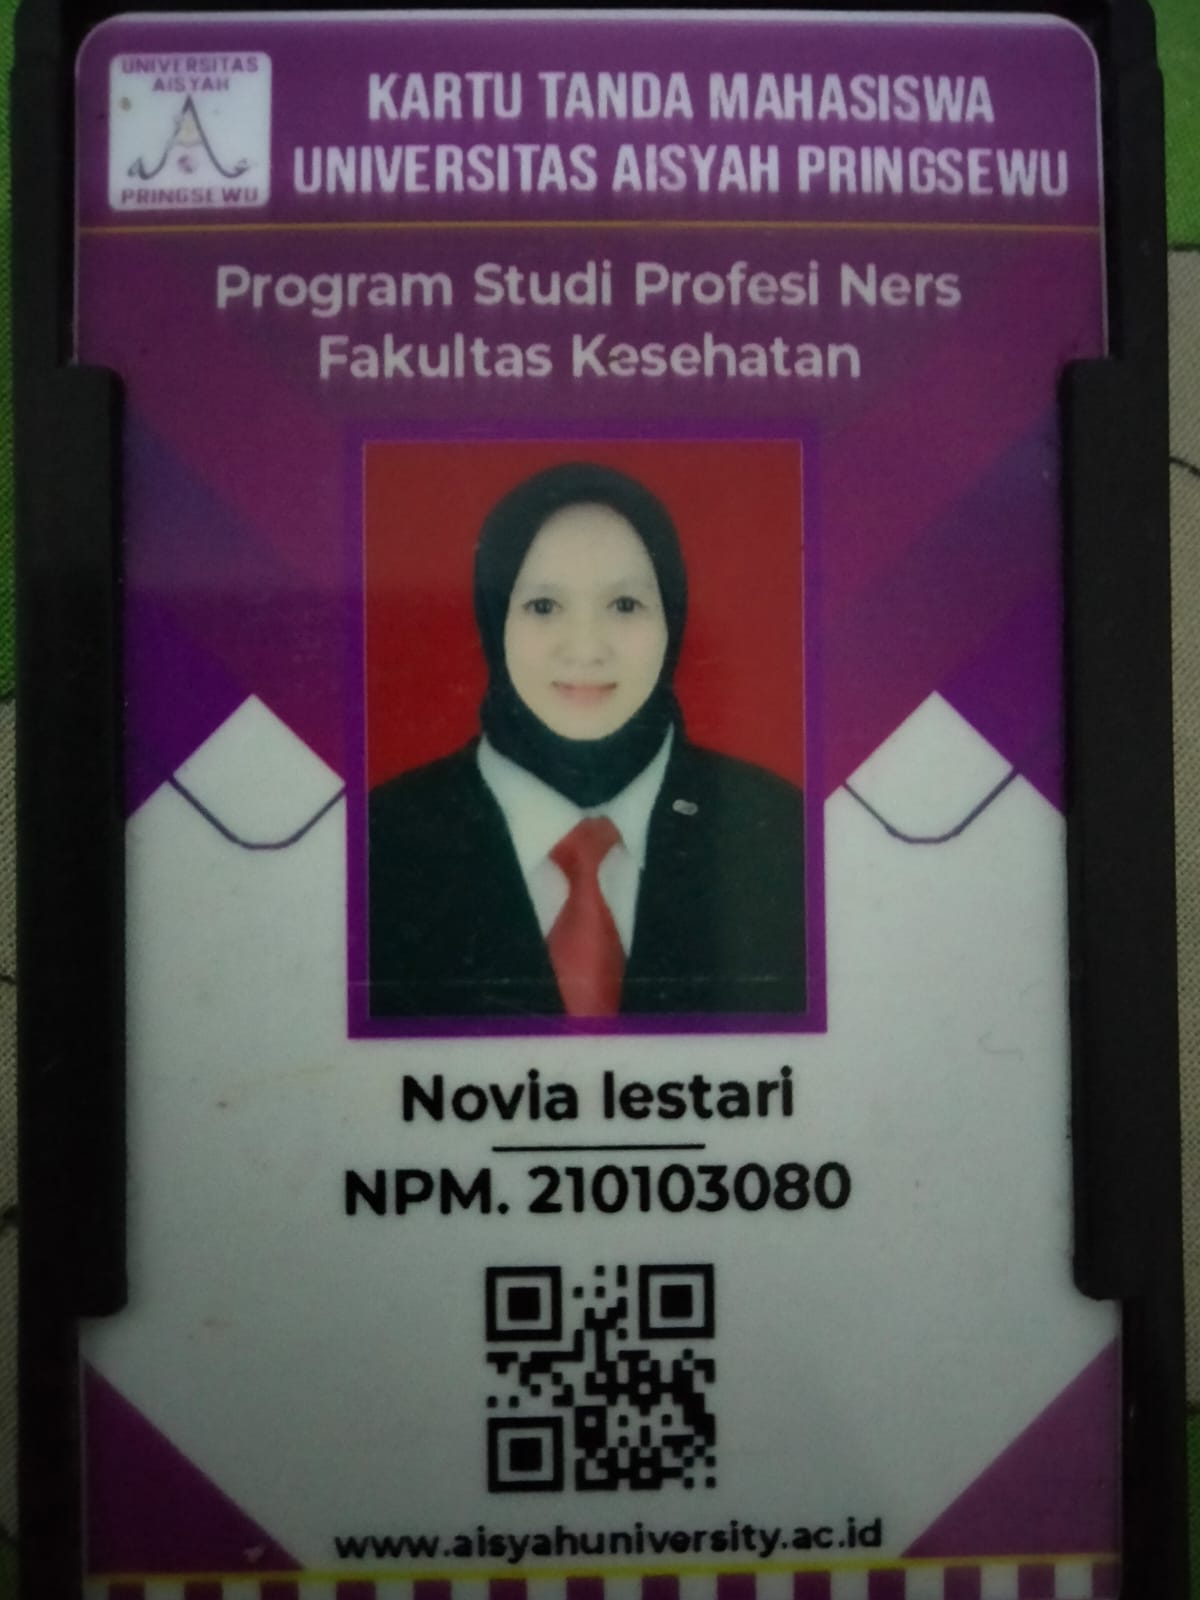 UNIVERSITAS
AISYAH
PRINGSEWU
KARTU TANDA MAHASISWA
UNIVERSITAS AISYAH PRINGSEWU
Program Studi Profesi Ners
Fakultas Kesehatan
Novia lestari
NPM. 210103080
www.aisyahuniversity.ac.id